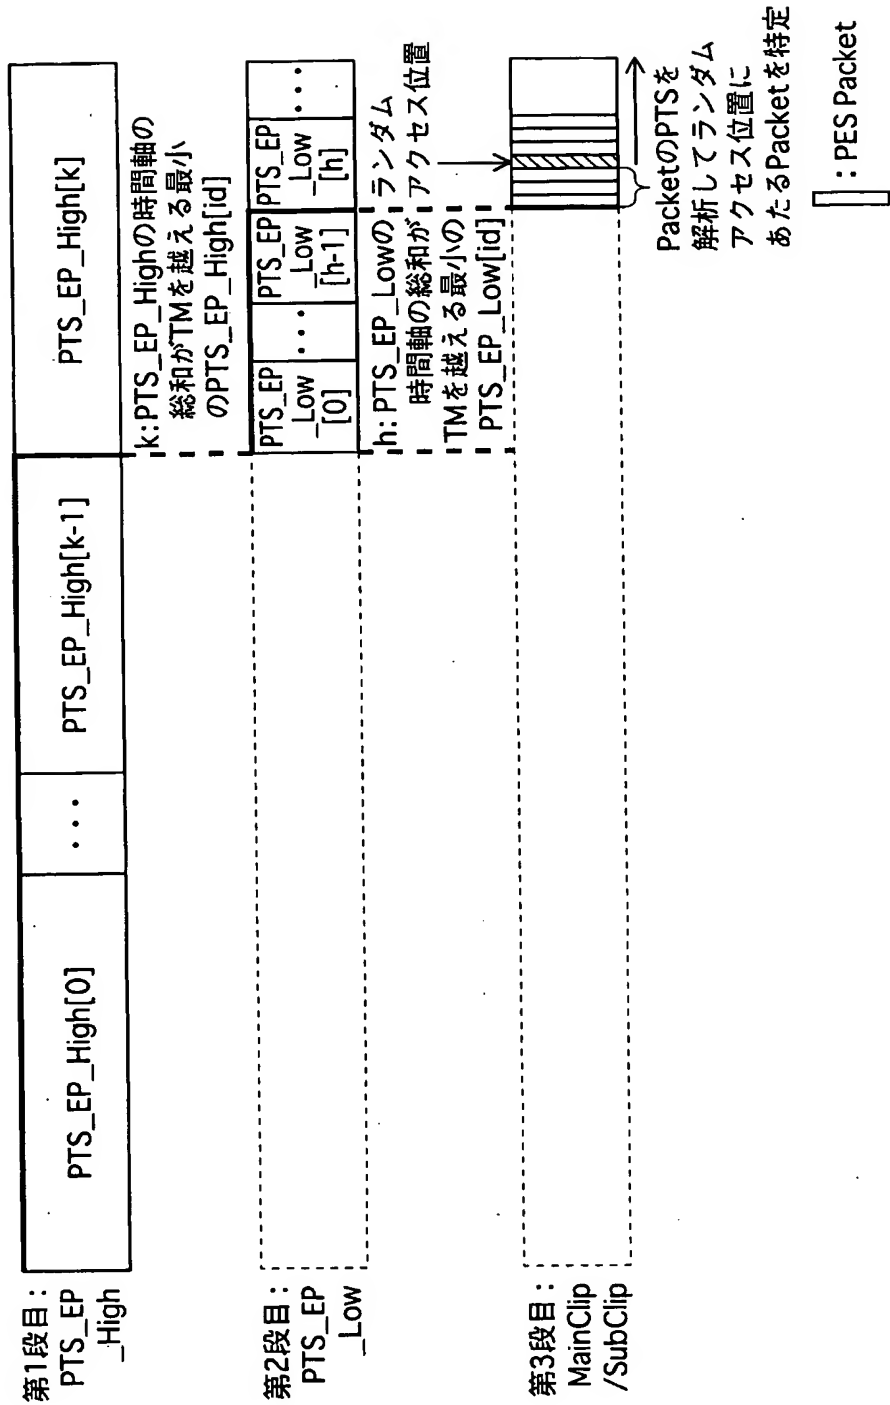 第1段目:
PTS_EP
_High
PTS_EP_High[0]
・・・
PTS_EP_High[k-1]
PTS_EP_High[k]
k:PTS_EP_Highの時間軸の
総和がTMを越える最小
のPTS_EP_High[id]
第2段目:
PTS_EP
_Low
PTS_EP
_Low
[0]
・・・
PTS_EP
_Low
[h-1]
PTS_EP
_Low
[h]
・・・
h:PTS_EP_Lowの
時間軸の総和が
TMを越える最小の
PTS_EP_Low[id]
ランダム
アクセス位置
第3段目:
MainClip
/SubClip
PacketのPTSを
解析してランダム
アクセス位置に
あたるPacketを特定
:PES Packet